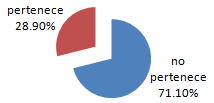 pertenece
28.90%
no
pertenece
71.10%